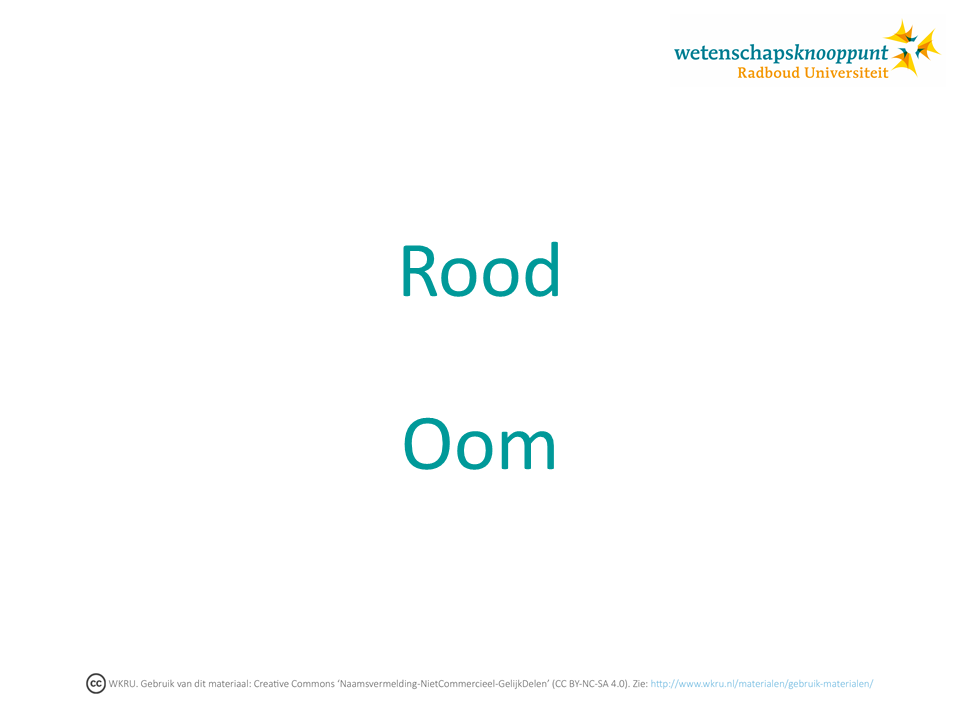 wetenschapsknooppunt
Radboud Universiteit
Rood
Oom
cc WKRU. Gebruik van dit materiaal: Creative Commons ‘Naamsvermelding-NietCommercieel-GelijkDelen’ (CC BY-NC-SA 4.0). Zie: http://www.wkru.nl/materialen/gebruik-materialen/